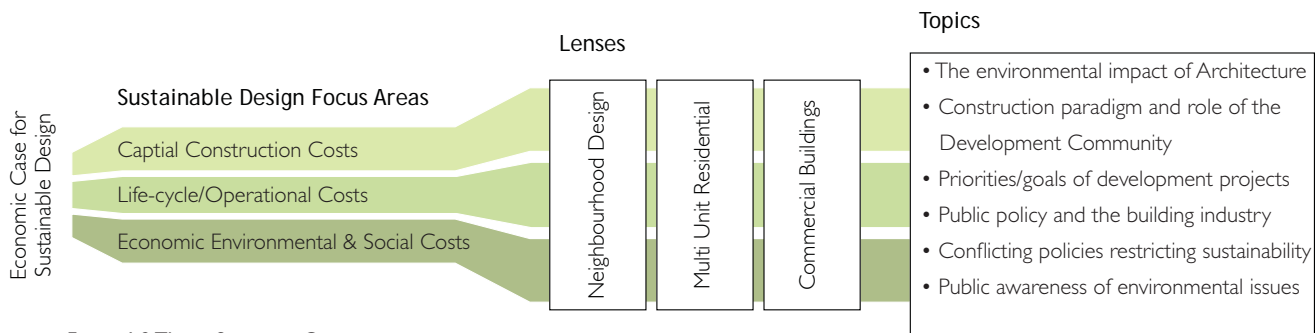 Topics
Lenses
Sustainable Design Focus Areas
Economic Case for
Sustainable Design
Captial Construction Costs
Life-cycle/Operational Costs
Economic Environmental & Social Costs
Neighbourhood Design
Multi Unit Residential
Commercial Buildings
• The environmental impact of Architecture
• Construction paradigm and role of the
Development Community
• Priorities/goals of development projects
• Public policy and the building industry
• Conflicting policies restricting sustainability
• Public awareness of environmental issues